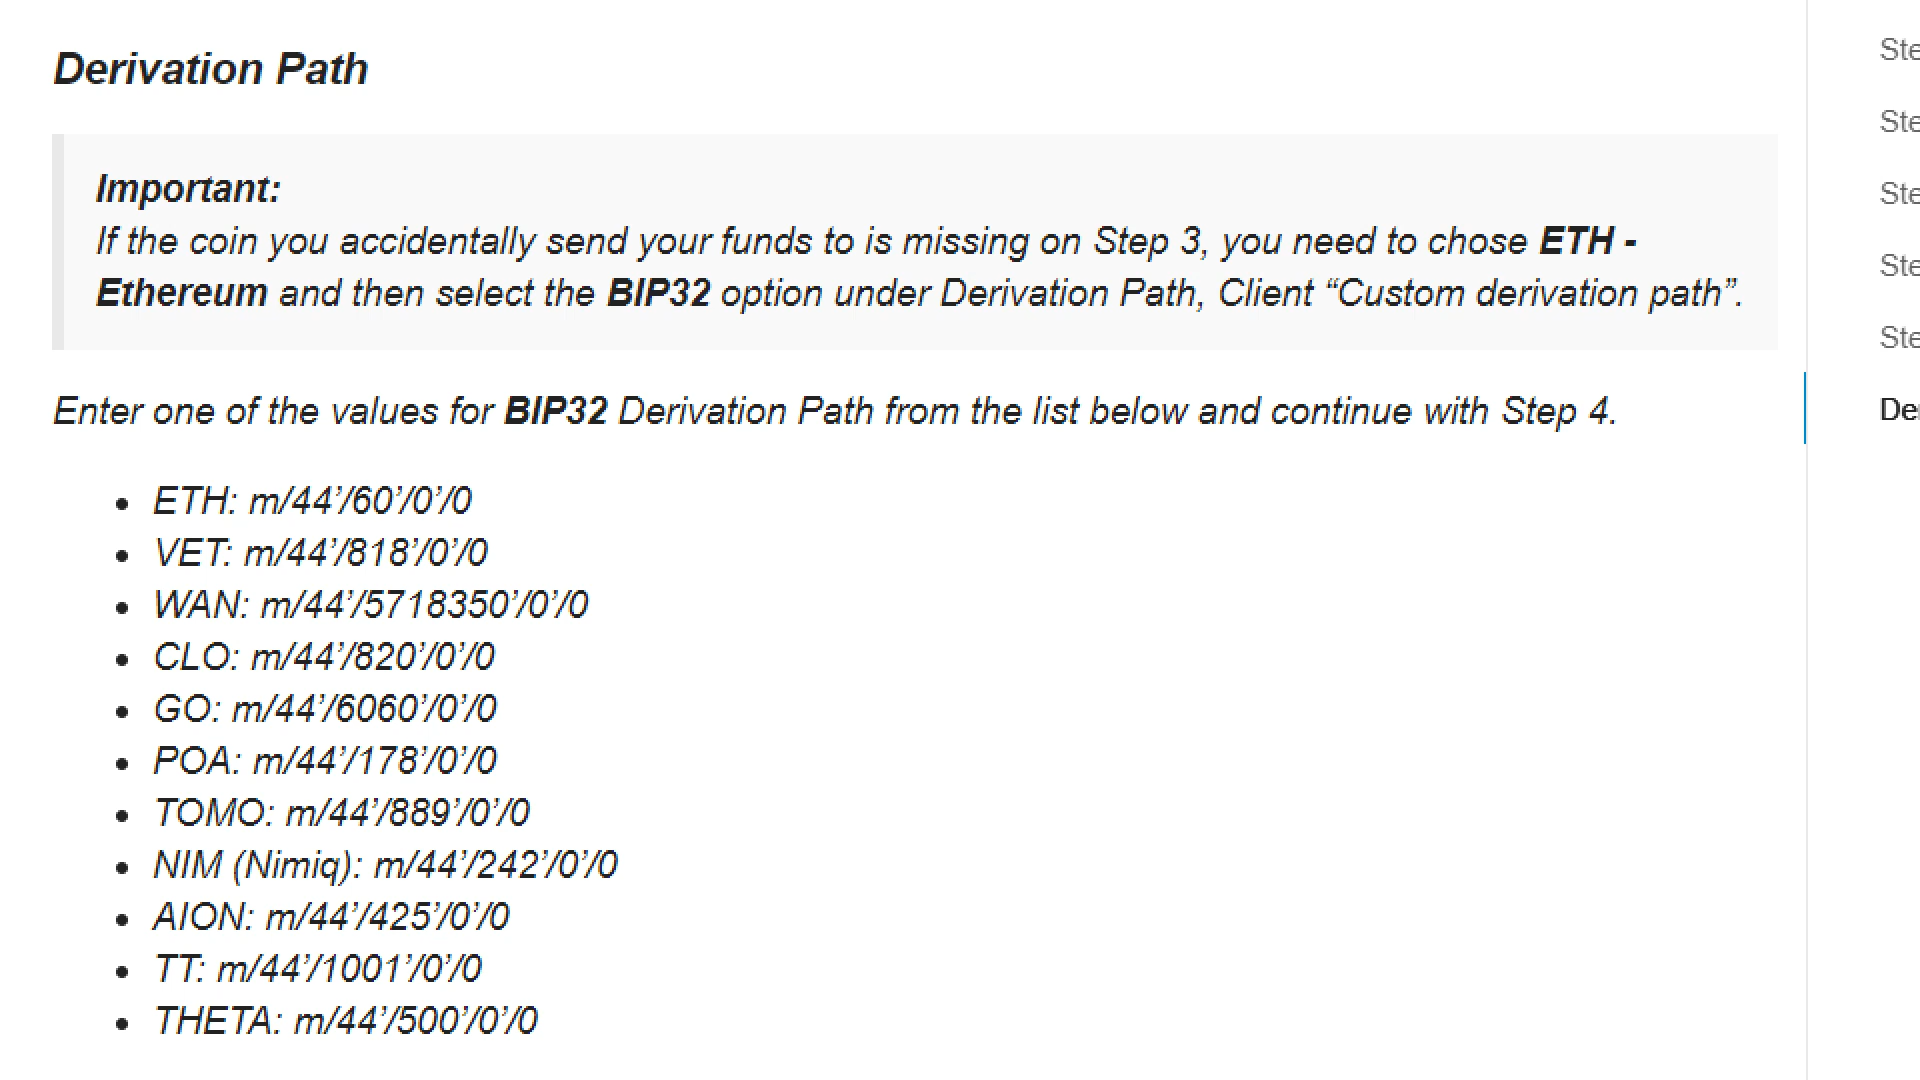 Derivation Path
Important:
If the coin you accidentally send your funds to is missing on Step 3, you need to chose ETH -
Ethereum and then select the BIP32 option under Derivation Path, Client “Custom derivation path”.
Enter one of the values for BIP32 Derivation Path from the list below and continue with Step 4.
• ETH: m/44’/60’/0’/0
• VET: m/44’/818’/0’/0
• WAN: m/44’/5718350’/0’/0
• CLO: m/44’/820’/0’/0
• GO: m/44’/6060’/0’/0
• POA: m/44’/178’/0’/0
• TOMO: m/44’/889’/0’/0
• NIM (Nimiq): m/44’/242’/0’/0
• AION: m/44’/425’/0’/0
• TT: m/44’/1001’/0’/0
• THETA: m/44’/500’/0’/0
Ste
Ste
Ste
Ste
Ste